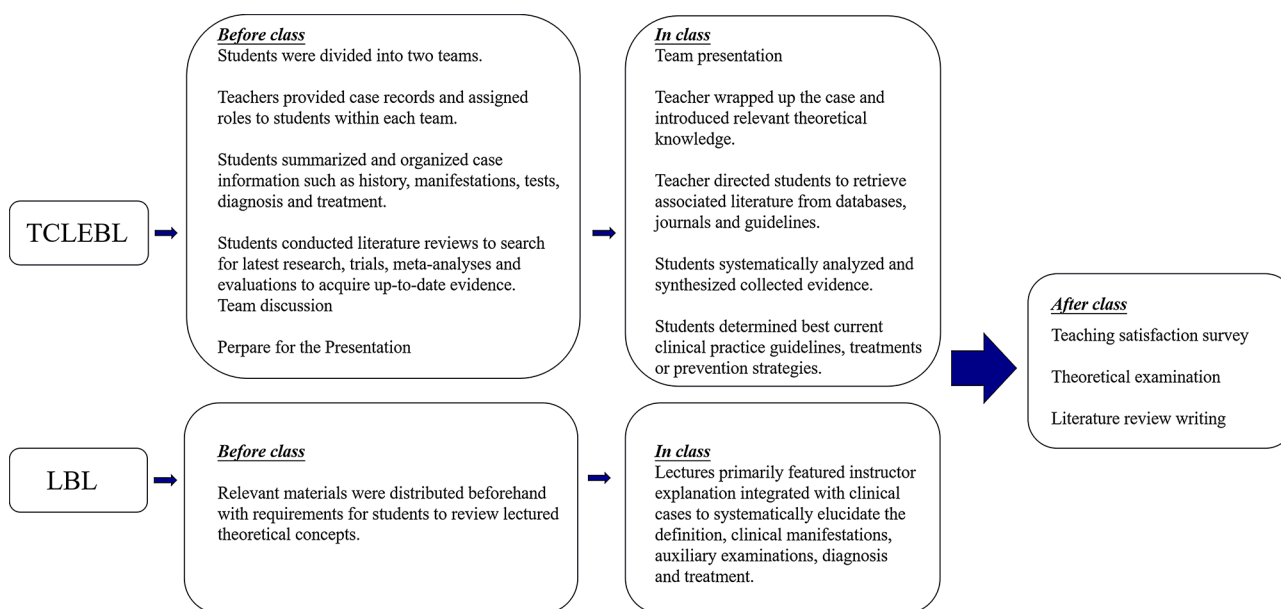 TCLEBL
Before class
Students were divided into two teams.
Teachers provided case records and assigned
roles to students within each team.
Students summarized and organized case
information such as history, manifestations, tests,
diagnosis and treatment.
Students conducted literature reviews to search
for latest research, trials, meta-analyses and
evaluations to acquire up-to-date evidence.
Team discussion
Perpare for the Presentation
In class
Team presentation
Teacher wrapped up the case and
introduced relevant theoretical
knowledge.
Teacher directed students to retrieve
associated literature from databases,
journals and guidelines.
Students systematically analyzed and
synthesized collected evidence.
Students determined best current
clinical practice guidelines, treatments
or prevention strategies.
LBL
Before class
Relevant materials were distributed beforehand
with requirements for students to review lectured
theoretical concepts.
In class
Lectures primarily featured instructor
explanation integrated with clinical
cases to systematically elucidate the
definition, clinical manifestations,
auxiliary examinations, diagnosis
and treatment.
After class
Teaching satisfaction survey
Theoretical examination
Literature review writing